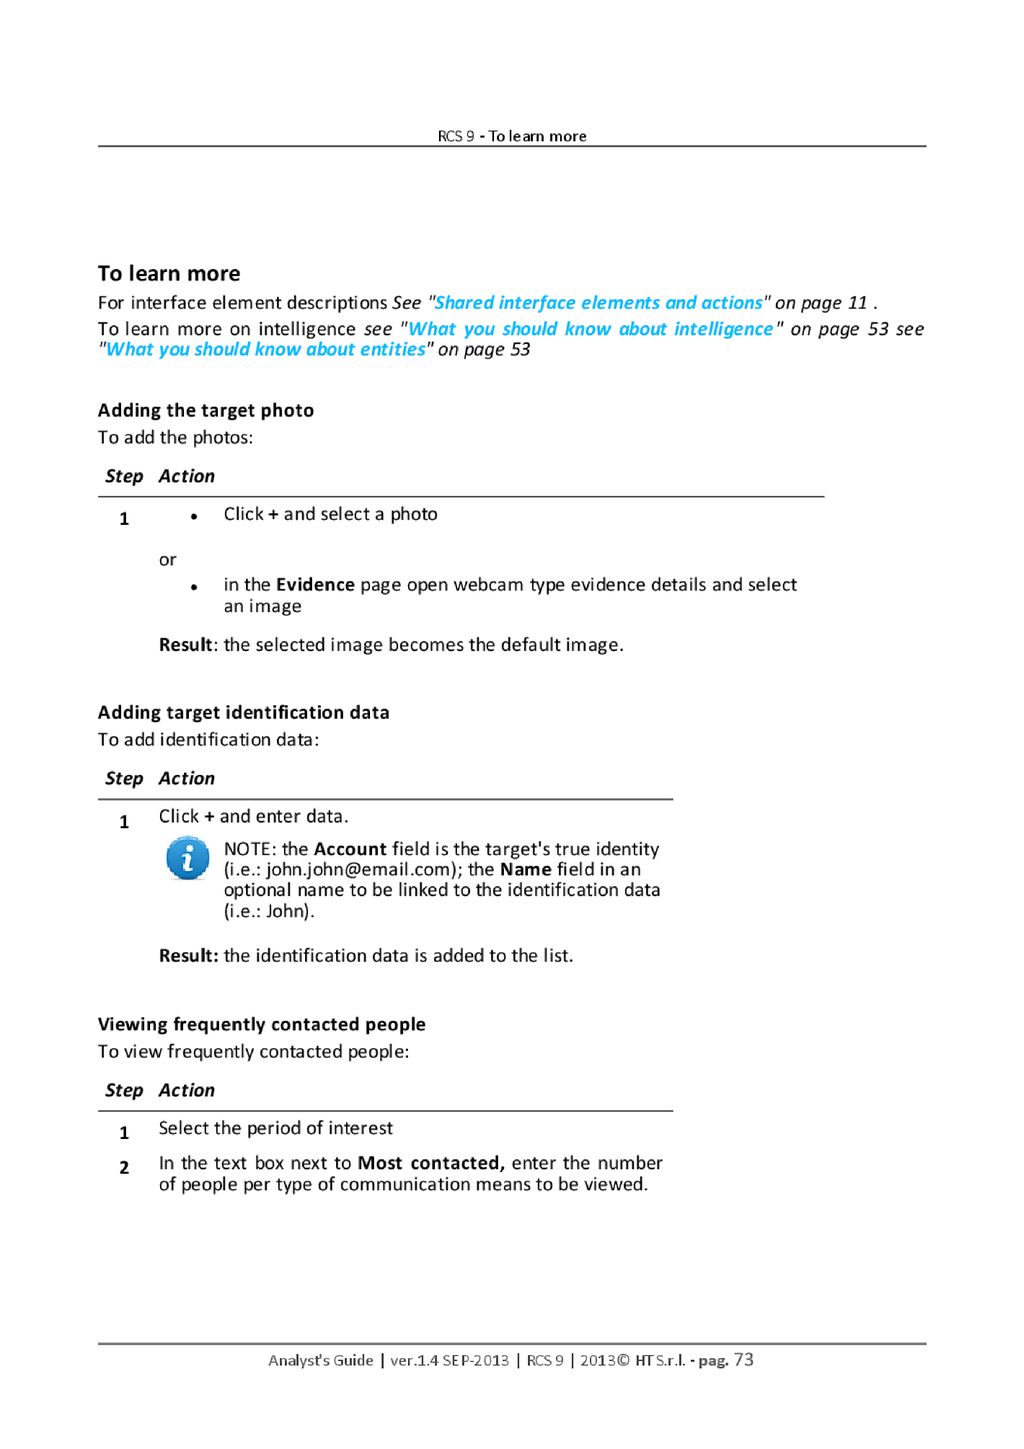 RCS 9 - To learn more
To learn more
For interface element descriptions See "Shared interface elements and actions" on page 11 .
To learn more on intelligence see "What you should know about intelligence" on page 53 see
"What you should know about entities" on page 53
Adding the target photo
To add the photos:
Step Action
1 • Click + and select a photo
or
• in the Evidence page open webcam type evidence details and select
an image
Result: the selected image becomes the default image.
Adding target identification data
To add identification data:
Step Action
1 Click + and enter data.
NOTE: the Account field is the target's true identity
(i.e.: john.john@email.com); the Name field in an
optional name to be linked to the identification data
(i.e.: John).
Result: the identification data is added to the list.
Viewing frequently contacted people
To view frequently contacted people:
Step Action
1 Select the period of interest
2 In the text box next to Most contacted, enter the number
of people per type of communication means to be viewed.
Analyst's Guide | ver.1.4 SEP-2013 | RCS 9 | 2013© HT S.r.l. - pag. 73